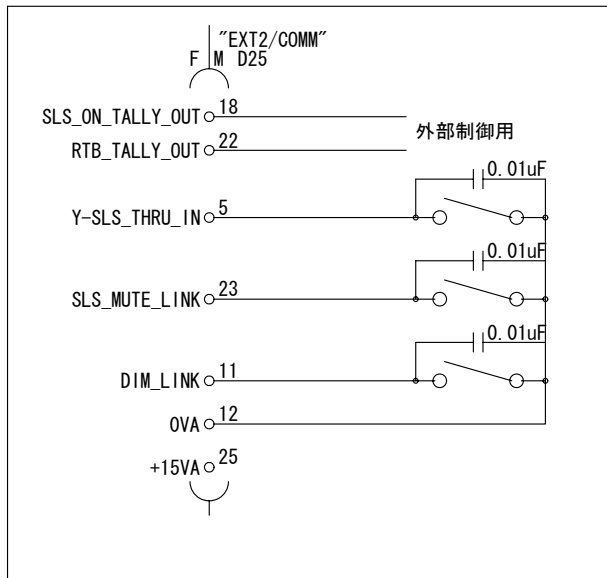 "EXT2/COMM"
F M D25
SLS_ON_TALLY_OUT 18
外部制御用
RTB_TALLY_OUT 22
0.01uF
Y-SLS_THRU_IN 5
0.01uF
SLS_MUTE_LINK 23
0.01uF
DIM_LINK 11
0VA 12
+15VA 25